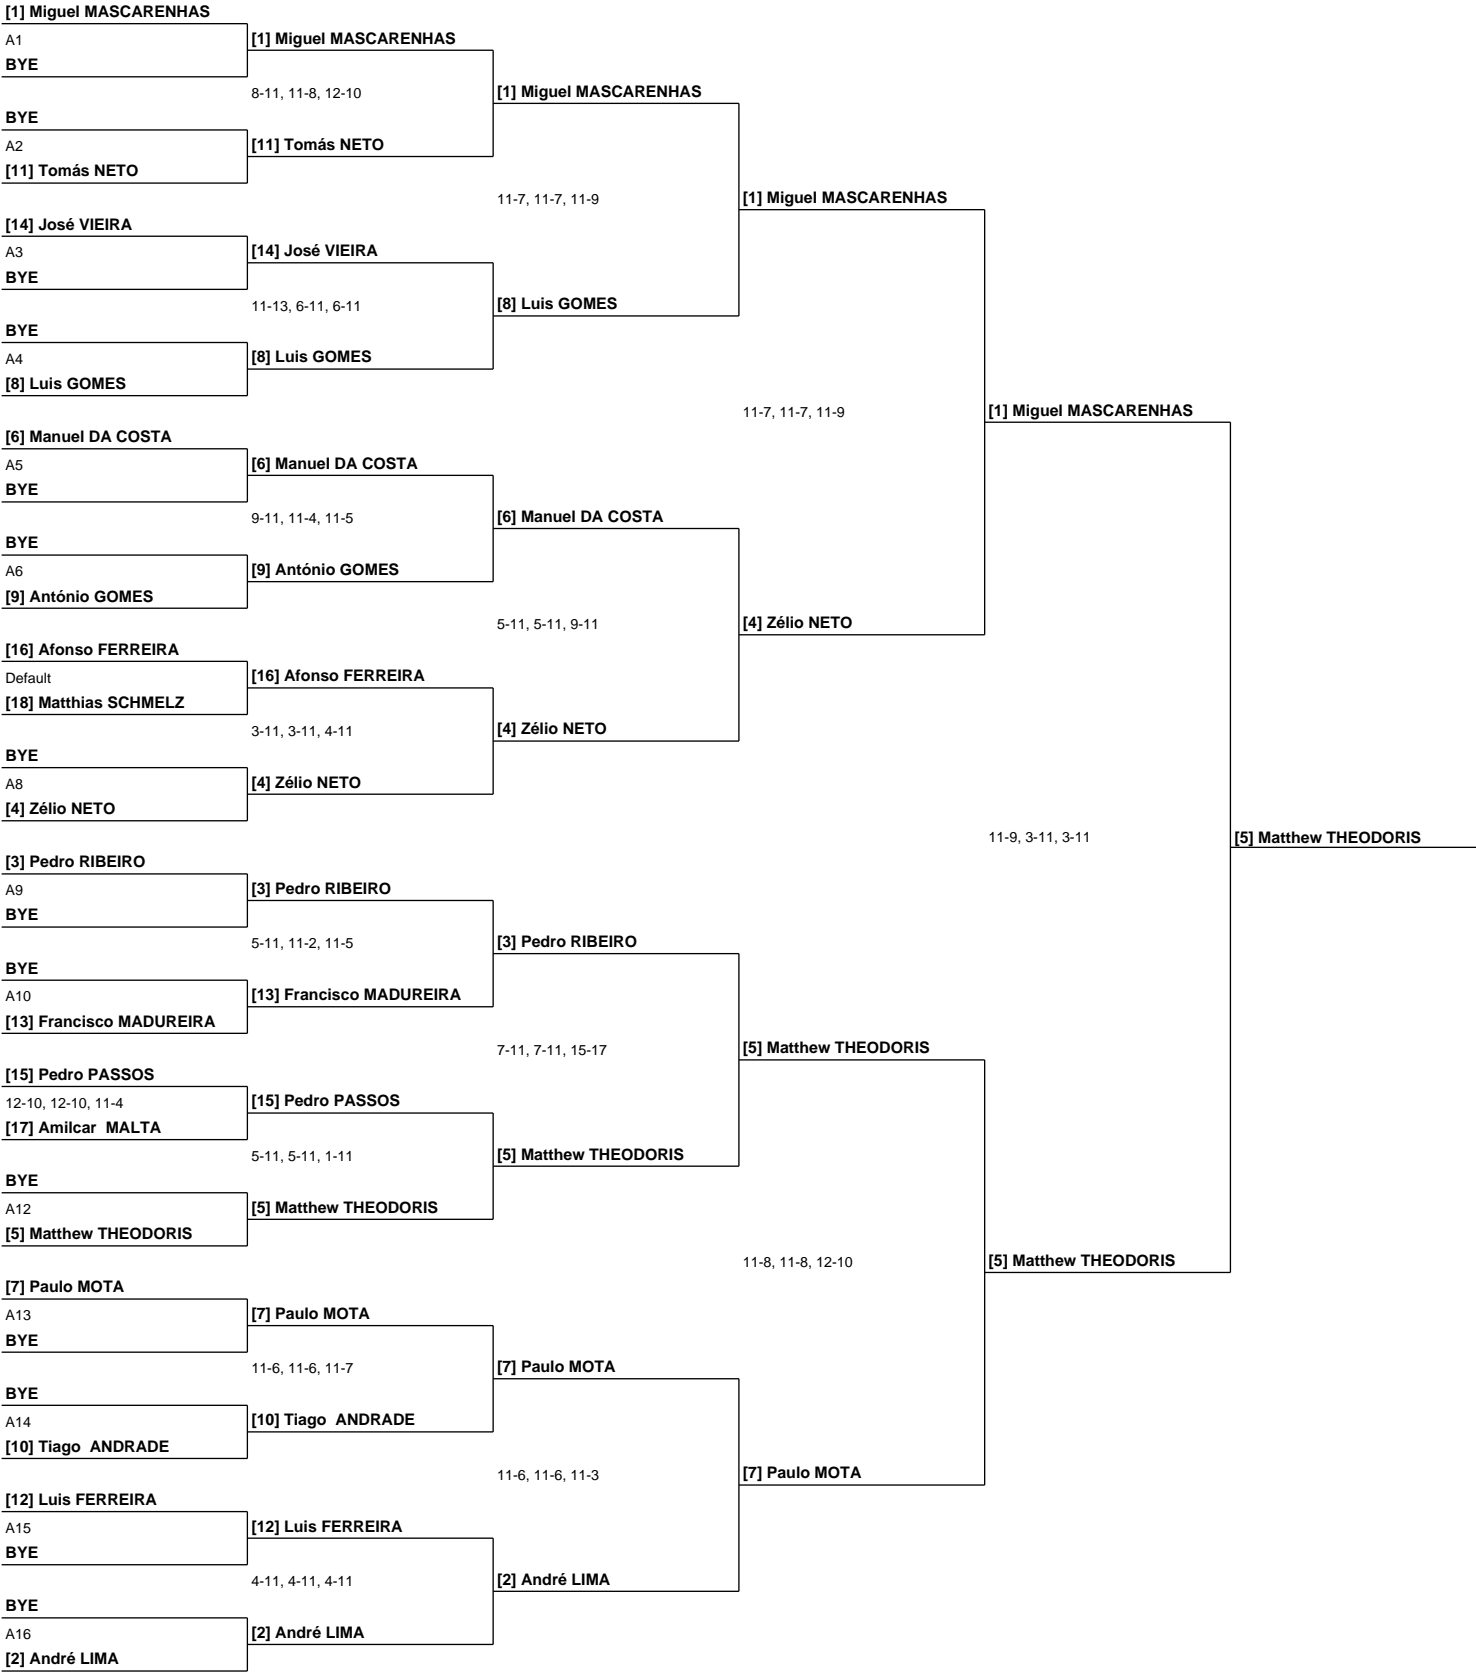 [1] Miguel MASCARENHAS
A1
[1] Miguel MASCARENHAS
BYE
8-11, 11-8, 12-10
[1] Miguel MASCARENHAS
BYE
A2
[11] Tomás NETO
[11] Tomás NETO
11-7, 11-7, 11-9
[1] Miguel MASCARENHAS
[14] José VIEIRA
A3
[14] José VIEIRA
BYE
11-13, 6-11, 6-11
[8] Luis GOMES
BYE
A4
[8] Luis GOMES
[8] Luis GOMES
11-7, 11-7, 11-9
[1] Miguel MASCARENHAS
[6] Manuel DA COSTA
A5
[6] Manuel DA COSTA
BYE
9-11, 11-4, 11-5
[6] Manuel DA COSTA
BYE
A6
[9] António GOMES
[9] António GOMES
5-11, 5-11, 9-11
[4] Zélio NETO
[16] Afonso FERREIRA
Default
[16] Afonso FERREIRA
[18] Matthias SCHMELZ
3-11, 3-11, 4-11
[4] Zélio NETO
BYE
A8
[4] Zélio NETO
[4] Zélio NETO
11-9, 3-11, 3-11
[5] Matthew THEODORIS
[3] Pedro RIBEIRO
A9
[3] Pedro RIBEIRO
BYE
5-11, 11-2, 11-5
[3] Pedro RIBEIRO
BYE
A10
[13] Francisco MADUREIRA
[13] Francisco MADUREIRA
7-11, 7-11, 15-17
[5] Matthew THEODORIS
[15] Pedro PASSOS
12-10, 12-10, 11-4
[15] Pedro PASSOS
[17] Amilcar  MALTA
5-11, 5-11, 1-11
[5] Matthew THEODORIS
BYE
A12
[5] Matthew THEODORIS
[5] Matthew THEODORIS
11-8, 11-8, 12-10
[5] Matthew THEODORIS
[7] Paulo MOTA
A13
[7] Paulo MOTA
BYE
11-6, 11-6, 11-7
[7] Paulo MOTA
BYE
A14
[10] Tiago  ANDRADE
[10] Tiago  ANDRADE
11-6, 11-6, 11-3
[7] Paulo MOTA
[12] Luis FERREIRA
A15
[12] Luis FERREIRA
BYE
4-11, 4-11, 4-11
[2] André LIMA
BYE
A16
[2] André LIMA
[2] André LIMA